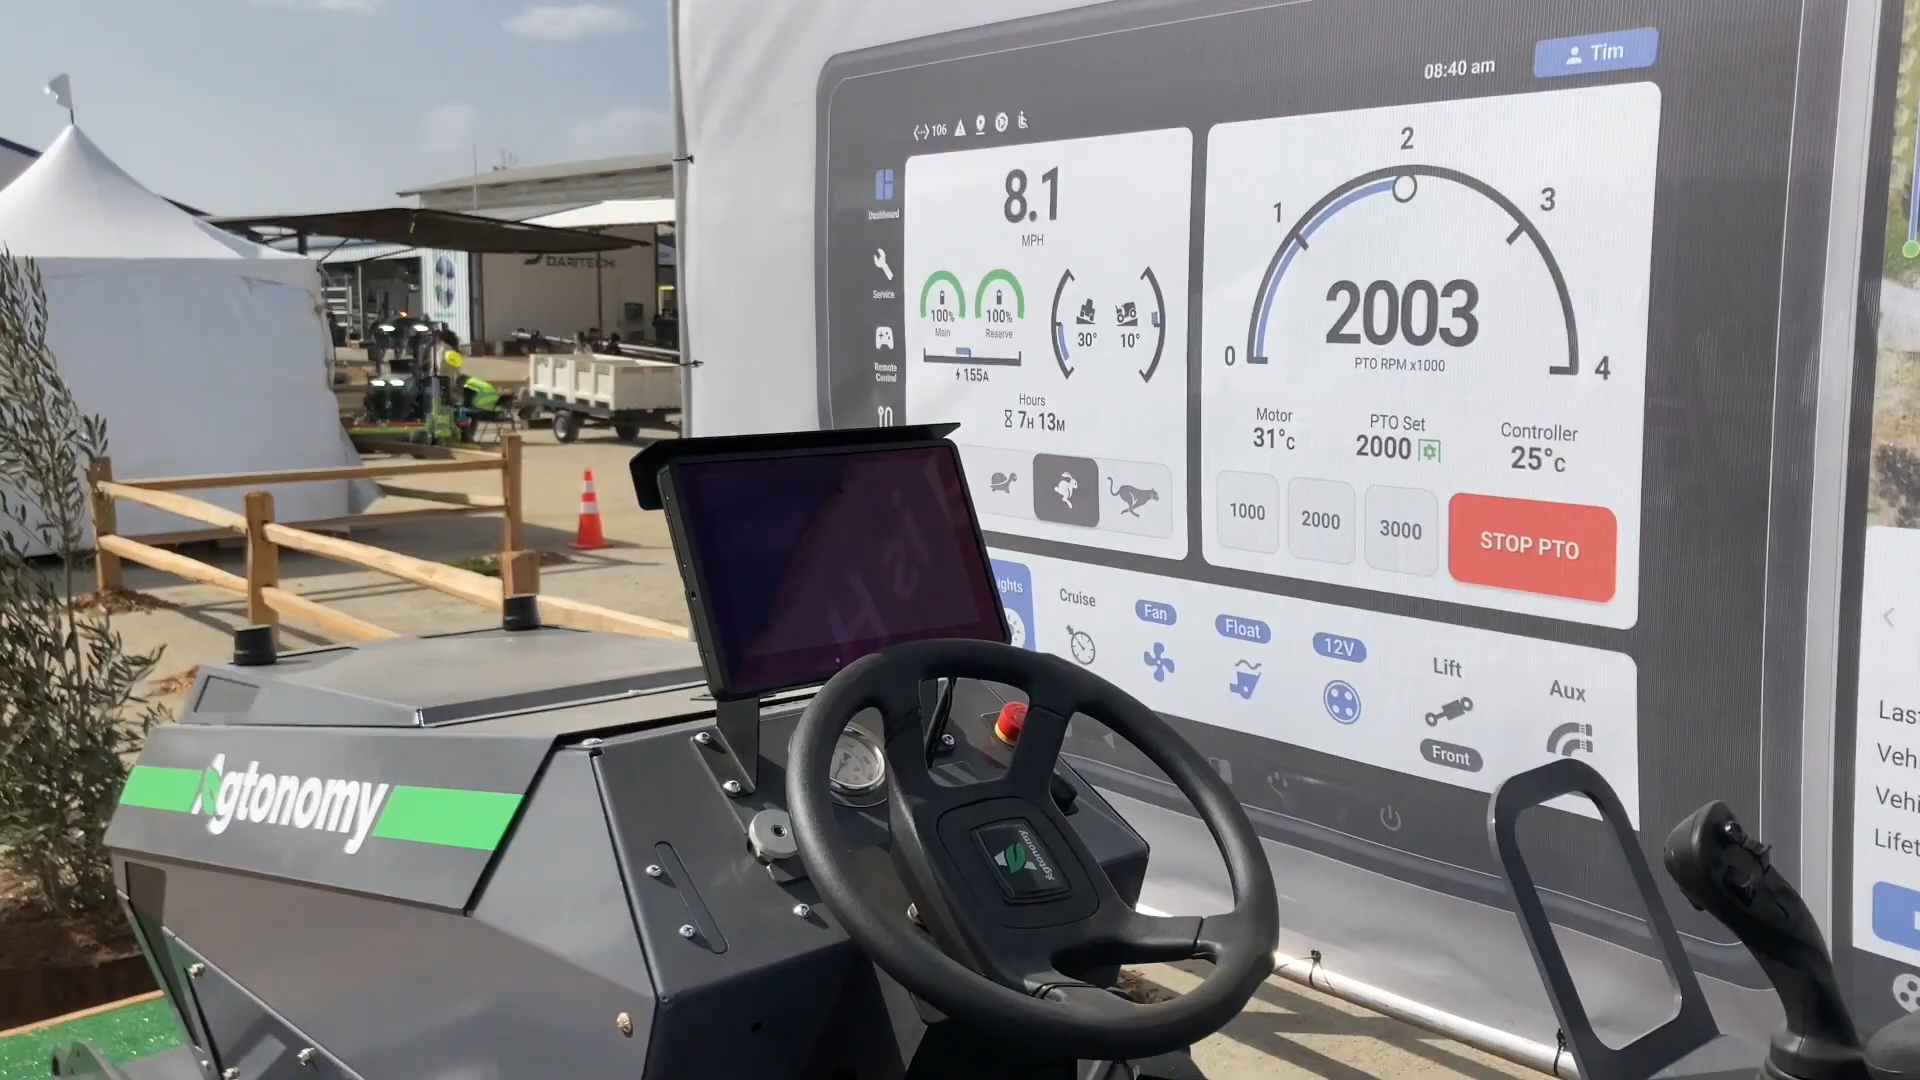 08:40 am
Tim
106
8.1
MPH
Dashboard
Service
Remote
Control
100%
Main
100%
Reserve
155A
30°
10°
Hours
7H 13M
0
1
2
3
4
2003
PTO RPM x1000
Motor
31°c
PTO Set
2000
Controller
25°c
1000
2000
3000
STOP PTO
Cruise
Fan
Float
12V
Lift
Front
Aux
DARITECH
Agtonomy
Agtonomy